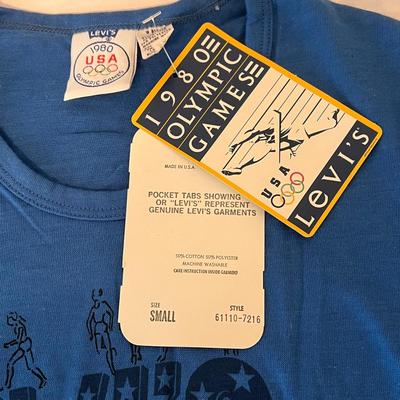 LEVI'S
1980
USA
OLYMPIC GAMES
1980
OLYMPIC
GAMES
USA
LEVI'S
MADE IN U.S.A.
POCKET TABS SHOWING
OR "LEVI'S" REPRESENT
GENUINE LEVI'S GARMENTS
50% COTTON 50% POLYESTER
MACHINE WASHABLE
CARE INSTRUCTION INSIDE GARMENT
SIZE
SMALL
STYLE
61110-7216